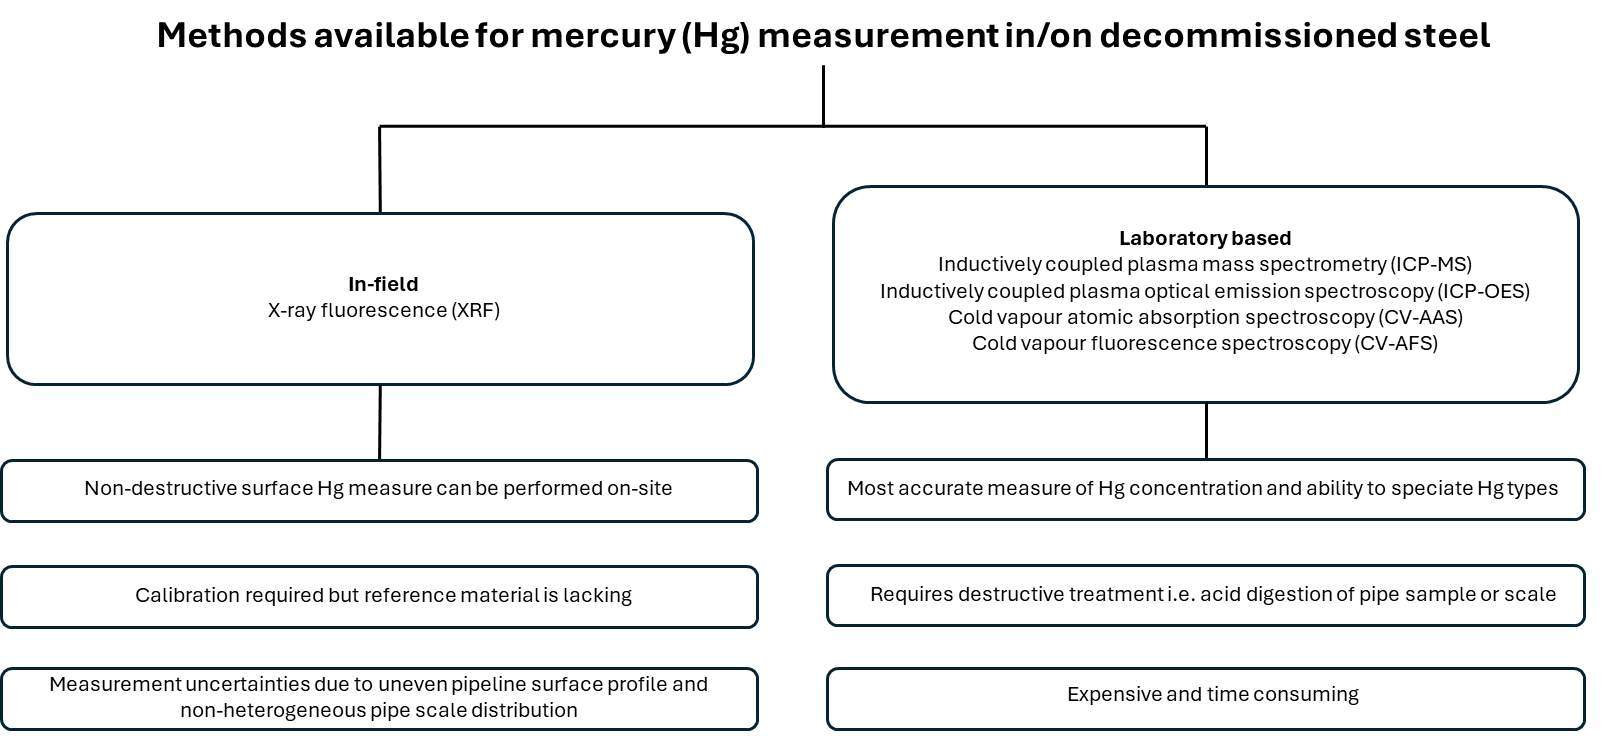 Methods available for mercury (Hg) measurement in/on decommissioned steel
In-field
X-ray fluorescence (XRF)
Laboratory based
Inductively coupled plasma mass spectrometry (ICP-MS)
Inductively coupled plasma optical emission spectroscopy (ICP-OES)
Cold vapour atomic absorption spectroscopy (CV-AAS)
Cold vapour fluorescence spectroscopy (CV-AFS)
Non-destructive surface Hg measure can be performed on-site
Calibration required but reference material is lacking
Measurement uncertainties due to uneven pipeline surface profile and
non-heterogeneous pipe scale distribution
Most accurate measure of Hg concentration and ability to speciate Hg types
Requires destructive treatment i.e. acid digestion of pipe sample or scale
Expensive and time consuming